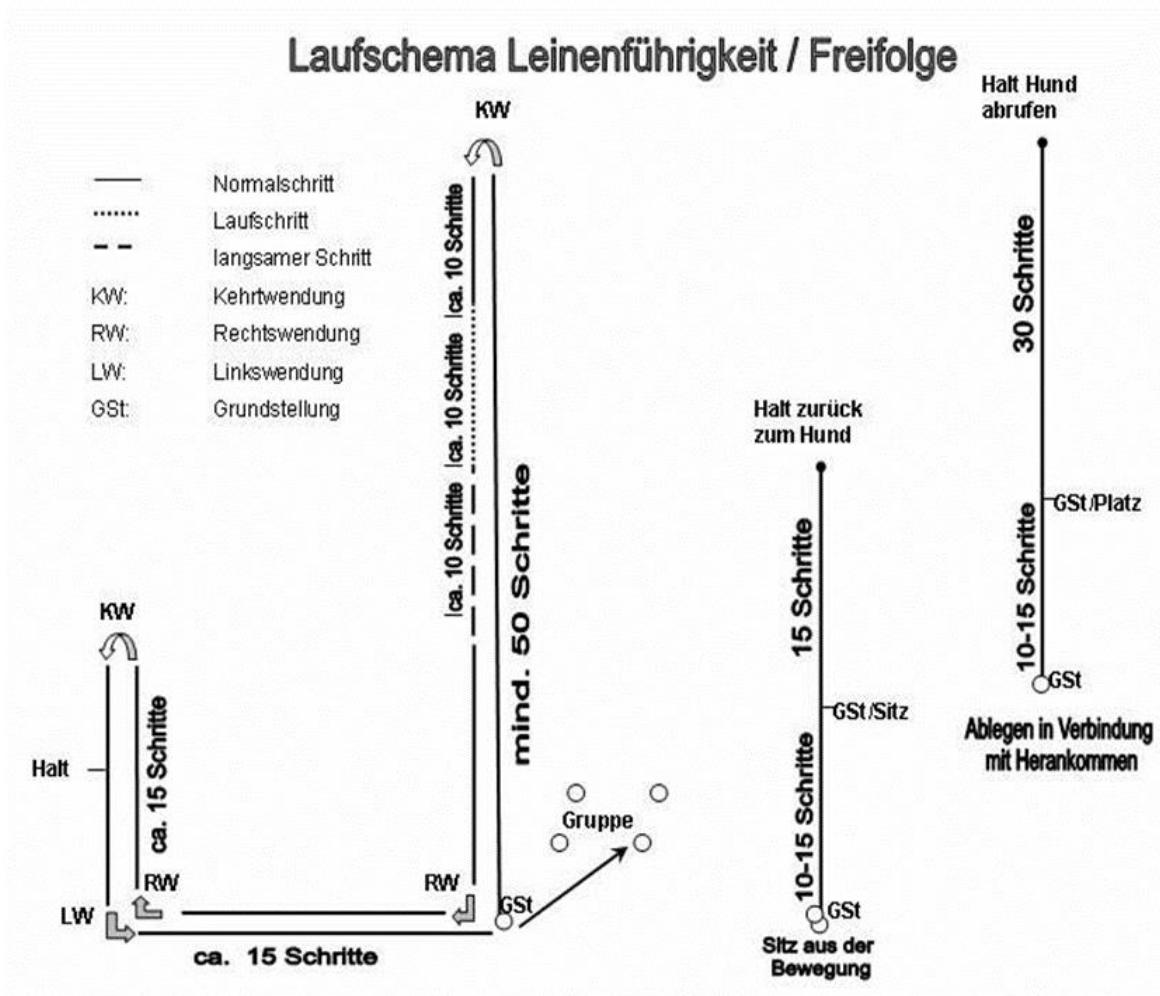 Laufschema Leinenführigkeit / Freifolge
KW
Normalschritt
Laufschritt
langsamer Schritt
KW: Kehrtwendung
RW: Rechtswendung
LW: Linkswendung
GSt: Grundstellung
|ca. 10 Schritte
|ca. 10 Schritte
|ca. 10 Schritte
mind. 50 Schritte
KW
Halt
ca. 15 Schritte
RW
LW
RW
GSt
ca. 15 Schritte
Gruppe
Halt zurück
zum Hund
15 Schritte
GSt/Sitz
10-15 Schritte
GSt
Sitz aus der
Bewegung
Halt Hund
abrufen
30 Schritte
GSt/Platz
10-15 Schritte
GSt
Ablegen in Verbindung
mit Herankommen